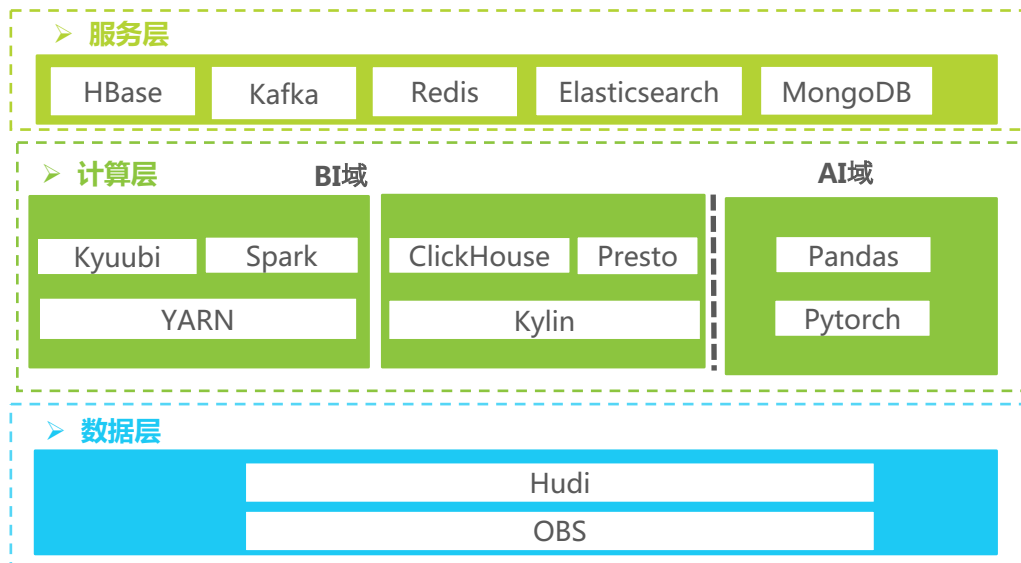 服务层
HBase Kafka Redis Elasticsearch MongoDB
计算层 BI域 AI域
Kyuubi Spark ClickHouse Presto Pandas
YARN Kylin Pytorch
数据层
Hudi
OBS